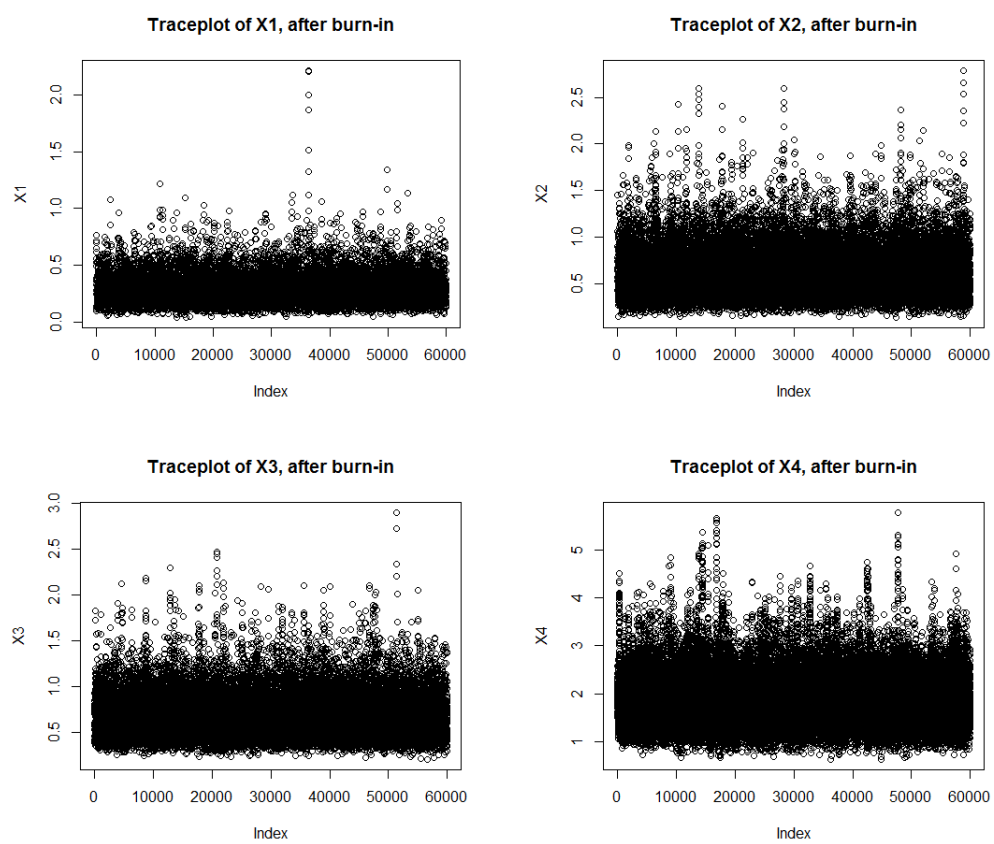 Traceplot of X1, after burn-in
X1
2.0
1.5
1.0
0.5
0.0
0 10000 20000 30000 40000 50000 60000
Index
Traceplot of X2, after burn-in
X2
2.5
2.0
1.5
1.0
0.5
0 10000 20000 30000 40000 50000 60000
Index
Traceplot of X3, after burn-in
X3
3.0
2.5
2.0
1.5
1.0
0.5
0 10000 20000 30000 40000 50000 60000
Index
Traceplot of X4, after burn-in
X4
5
4
3
2
1
0 10000 20000 30000 40000 50000 60000
Index